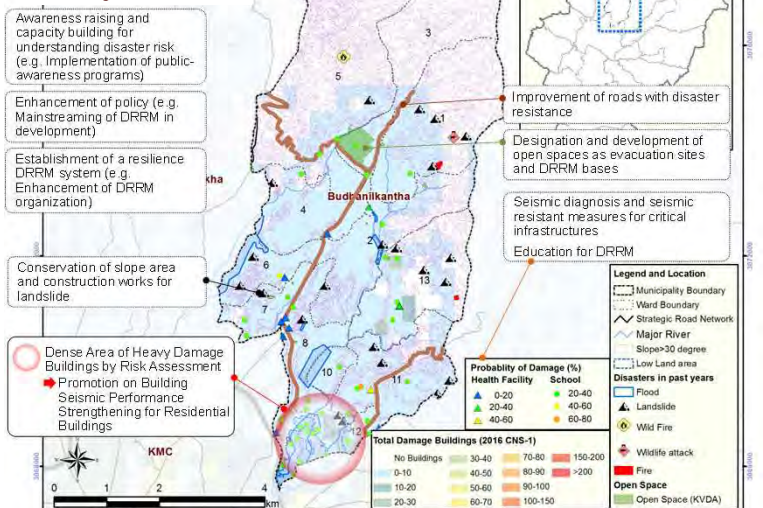 Awareness raising and
capacity building for
understanding disaster risk
(e.g. Implementation of public-
awareness programs)
Enhancement of policy (e.g.
Mainstreaming of DRRM in
development)
Establishment of a resilience
DRRM system (e.g.
Enhancement of DRRM
organization)
Conservation of slope area
and construction works for
landslide
Dense Area of Heavy Damage
Buildings by Risk Assessment
Promotion on Building
Seismic Performance
Strengthening for Residential
Buildings
KMC
0 1 2 4
km
kha
3
5
1
Budhanilkantha
4
2
6
13
7
8
10
11
9
12
Improvement of roads with disaster
resistance
Designation and development of
open spaces as evacuation sites
and DRRM bases
Seismic diagnosis and seismic
resistant measures for critical
infrastructures
Education for DRRM
Legend and Location
Municipality Boundary
Ward Boundary
Strategic Road Network
Major River
Slope>30 degree
Low Land area
Disasters in past years
Flood
Landslide
Wild Fire
Wildlife attack
Fire
Open Space
Open Space (KVDA)
Probablity of Damage (%)
Health Facility School
0-20 20-40
20-40 40-60
40-60 60-80
Total Damage Buildings (2016 CNS-1)
No Buildings 30-40 70-80 150-200
0-10 40-50 80-90 >200
10-20 50-60 90-100
20-30 60-70 100-150